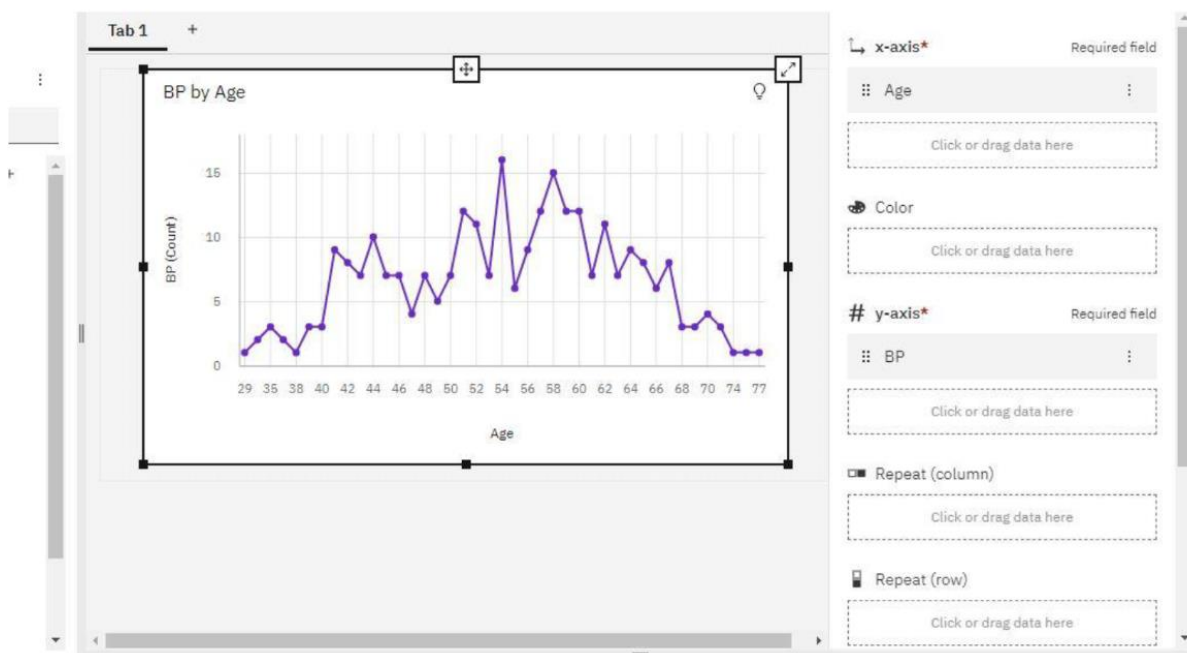 Tab 1 +
BP by Age
15
10
5
0
BP (Count)
29 35 38 40 42 44 46 48 50 52 54 56 58 60 62 64 66 68 70 74 77
Age
x-axis* Required field
Age
Click or drag data here
Color
Click or drag data here
# y-axis* Required field
BP
Click or drag data here
Repeat (column)
Click or drag data here
Repeat (row)
Click or drag data here